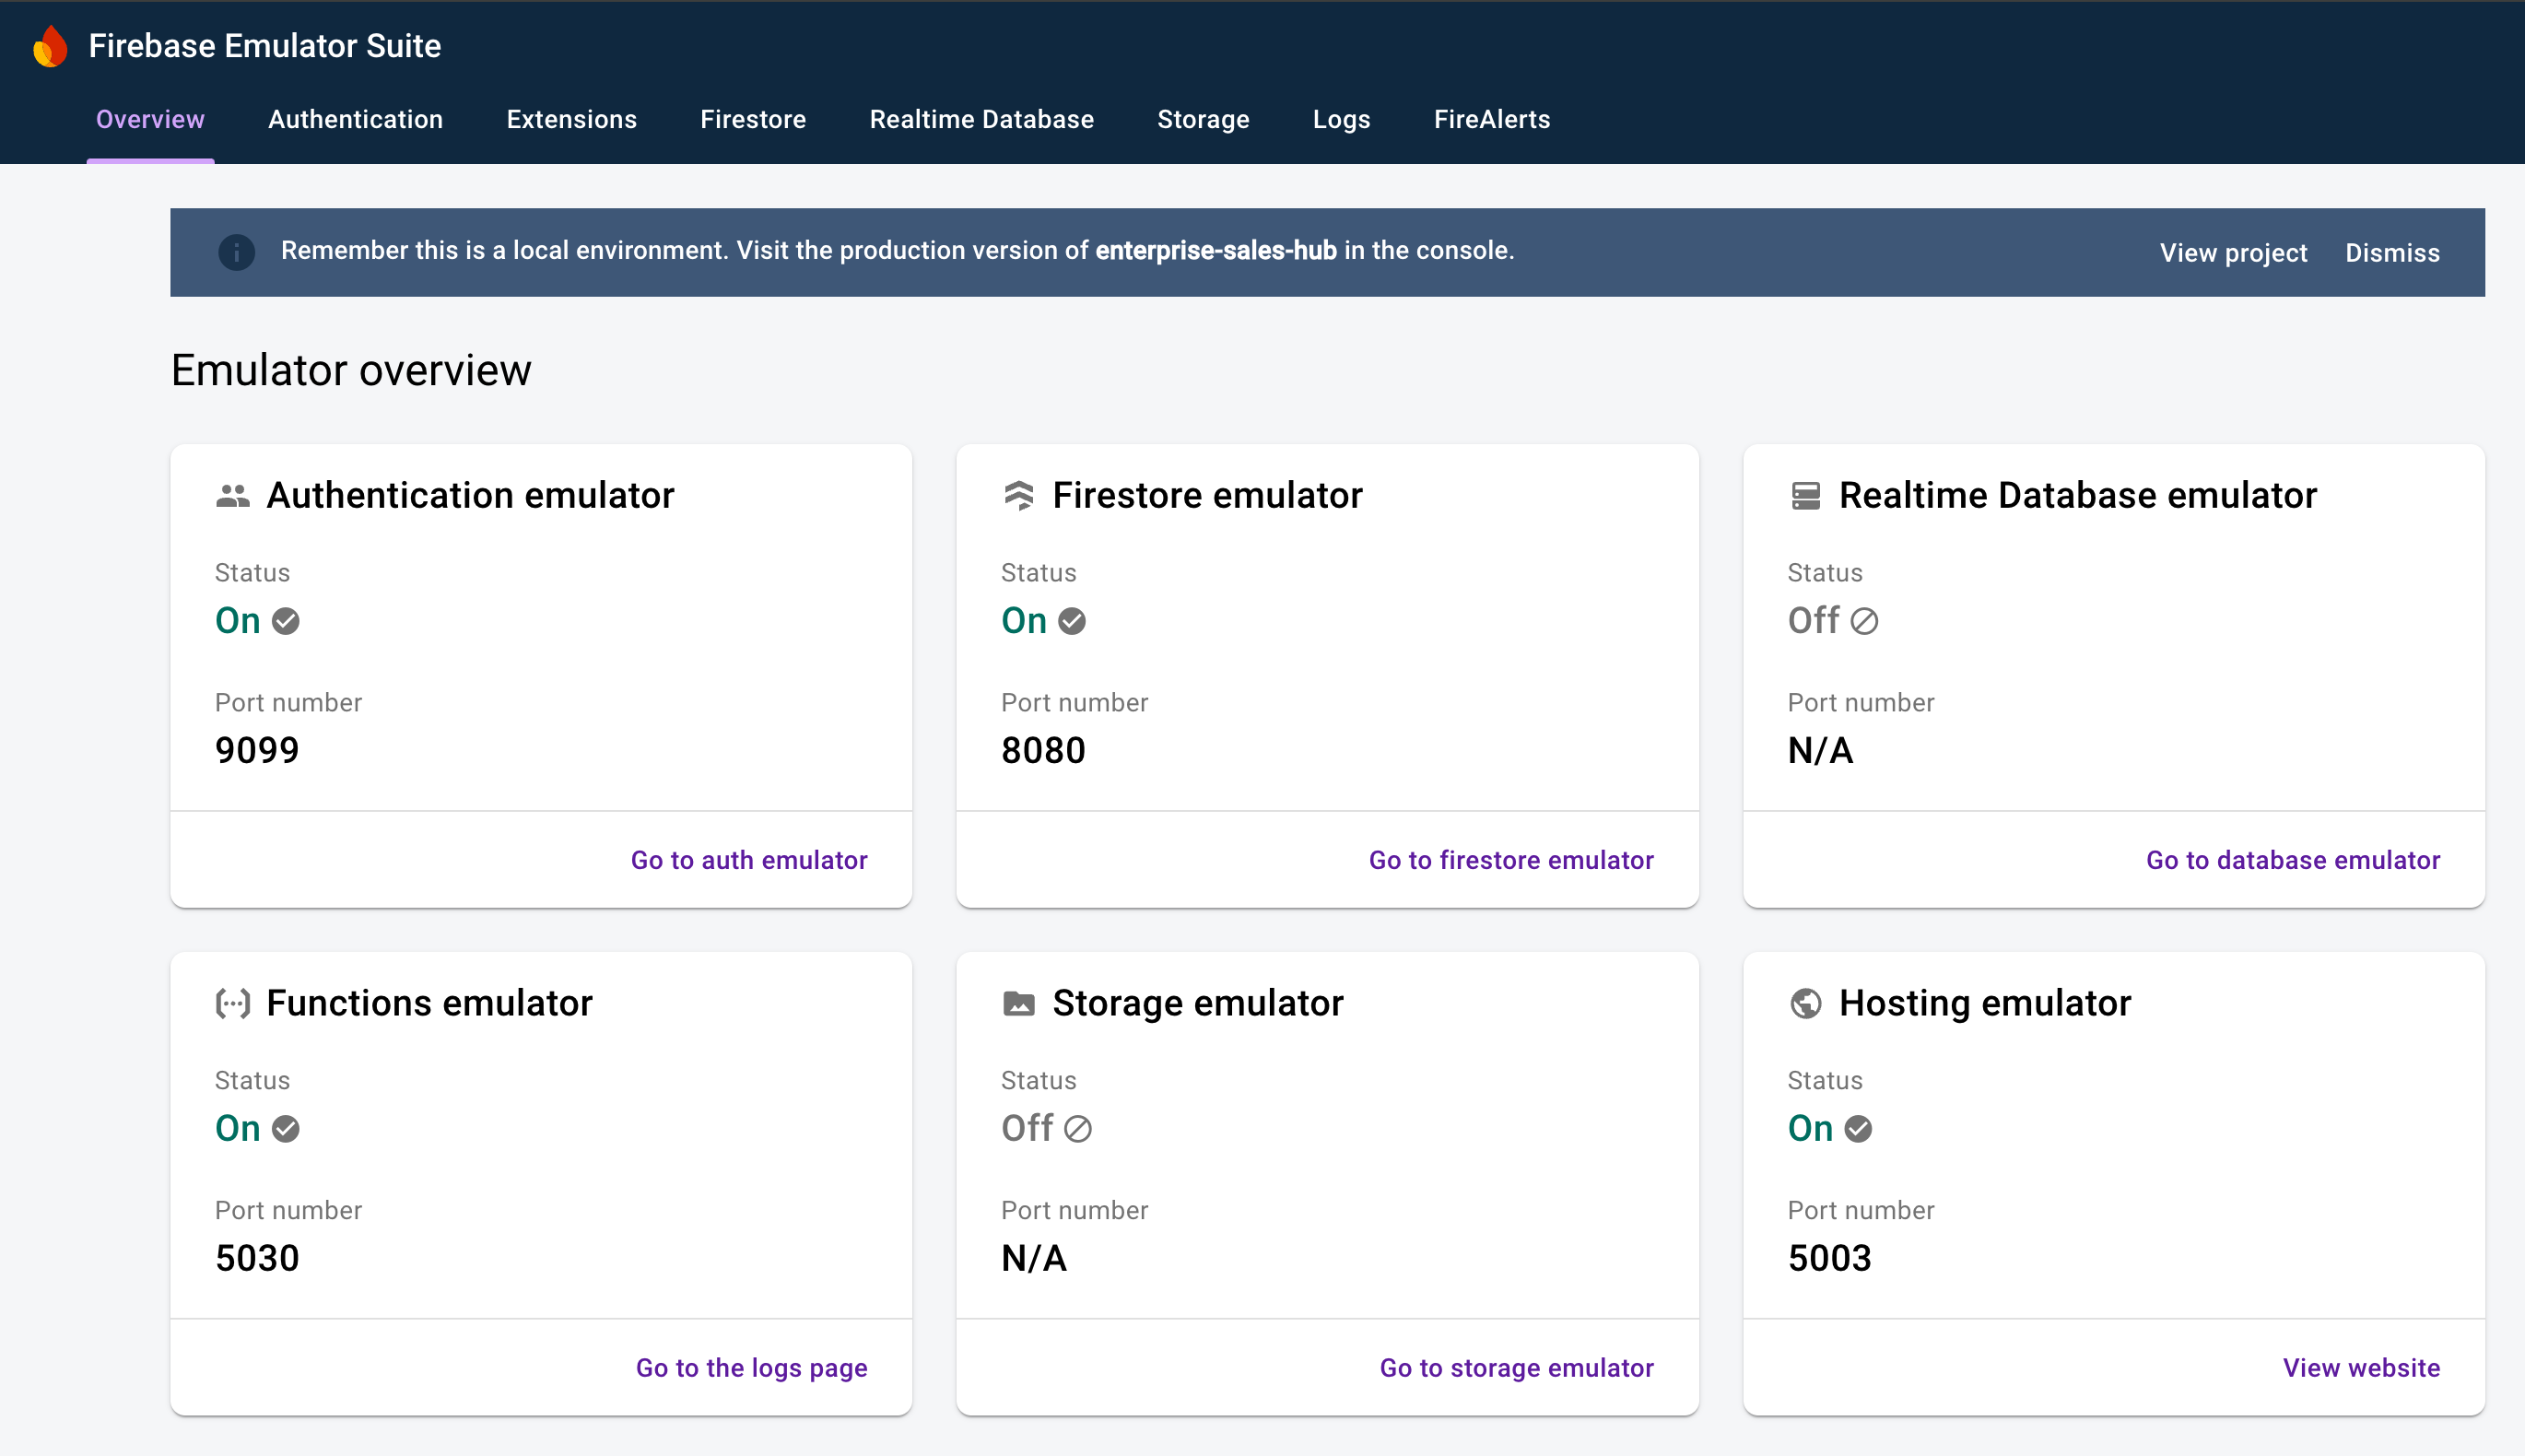 Firebase Emulator Suite
Overview Authentication Extensions Firestore Realtime Database Storage Logs FireAlerts
Remember this is a local environment. Visit the production version of enterprise-sales-hub in the console. View project Dismiss
Emulator overview
Authentication emulator
Status
On
Port number
9099
Go to auth emulator
Firestore emulator
Status
On
Port number
8080
Go to firestore emulator
Realtime Database emulator
Status
Off
Port number
N/A
Go to database emulator
Functions emulator
Status
On
Port number
5030
Go to the logs page
Storage emulator
Status
Off
Port number
N/A
Go to storage emulator
Hosting emulator
Status
On
Port number
5003
View website